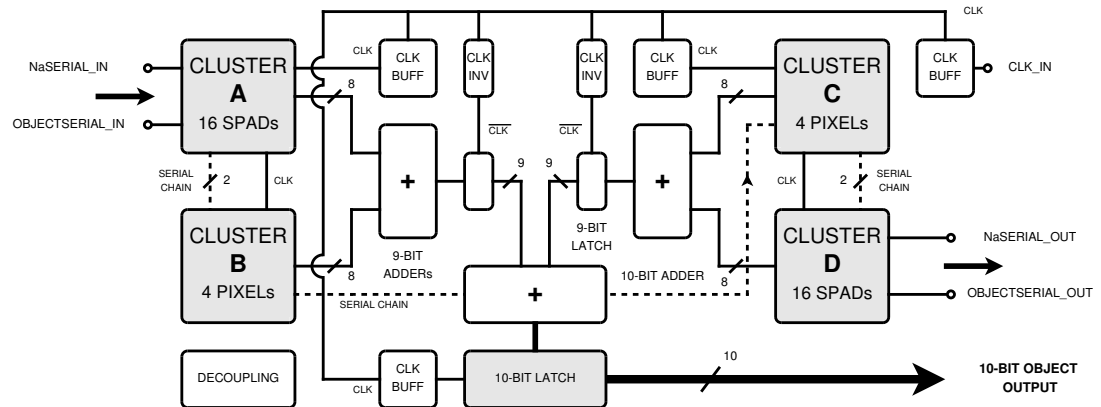 CLK
NaSERIAL_IN
OBJECTSERIAL_IN
CLUSTER
A
16 SPADs
CLK
8
CLK
BUFF
CLK
INV
CLK
INV
CLK
BUFF
CLK
8
CLUSTER
C
4 PIXELs
CLK
BUFF
CLK_IN
CLK
CLK
SERIAL
CHAIN
2
CLK
+
9
9
+
CLK
2
SERIAL
CHAIN
CLUSTER
B
4 PIXELs
8
9-BIT
ADDERs
9-BIT
LATCH
10-BIT ADDER
8
CLUSTER
D
16 SPADs
NaSERIAL_OUT
OBJECTSERIAL_OUT
SERIAL CHAIN
+
DECOUPLING
CLK
CLK
BUFF
10-BIT LATCH
10
10-BIT OBJECT
OUTPUT